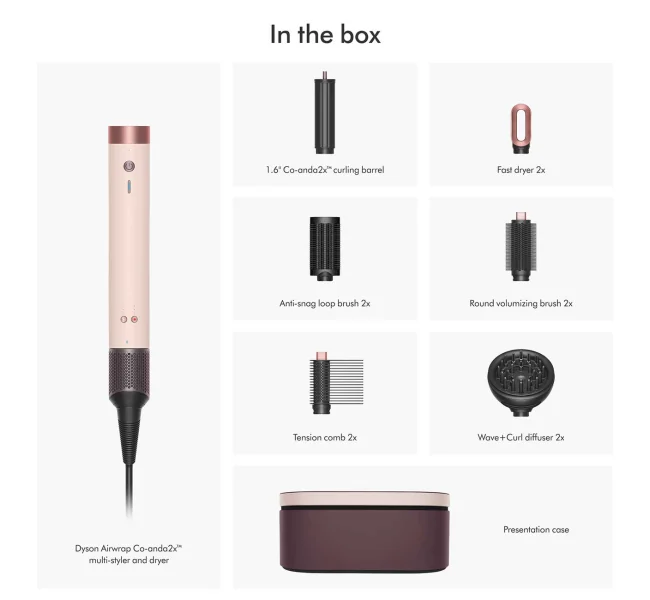 In the box
1.6" Co-anda2x™ curling barrel
Fast dryer 2x
Anti-snag loop brush 2x
Round volumizing brush 2x
Tension comb 2x
Wave+Curl diffuser 2x
Dyson Airwrap Co-anda2x™
multi-styler and dryer
Presentation case